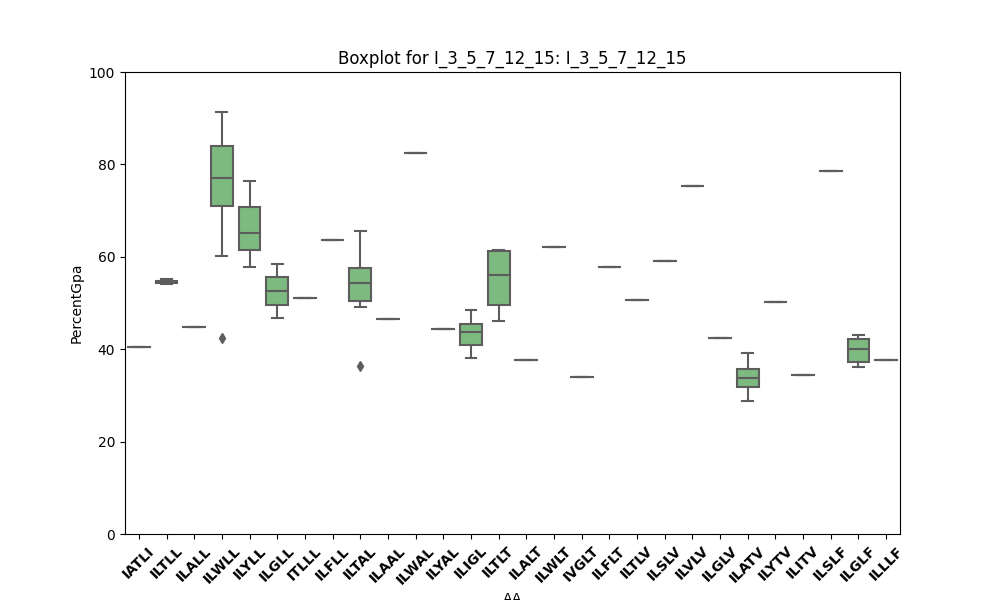 Boxplot for I_3_5_7_12_15: I_3_5_7_12_15
PercentGpa
100
80
60
40
20
0
IATLI
ILTLL
ILALL
ILWLL
ILYLL
ILGLL
ITLLL
ILFLL
ILTAL
ILAAL
ILWAL
ILYAL
ILIGL
ILTLT
ILALT
ILWLT
IVGLT
ILFLT
ILTLV
ILSLV
ILVLV
ILGLV
ILATV
ILYTV
ILITV
ILSLF
ILGLF
ILLLF
AA